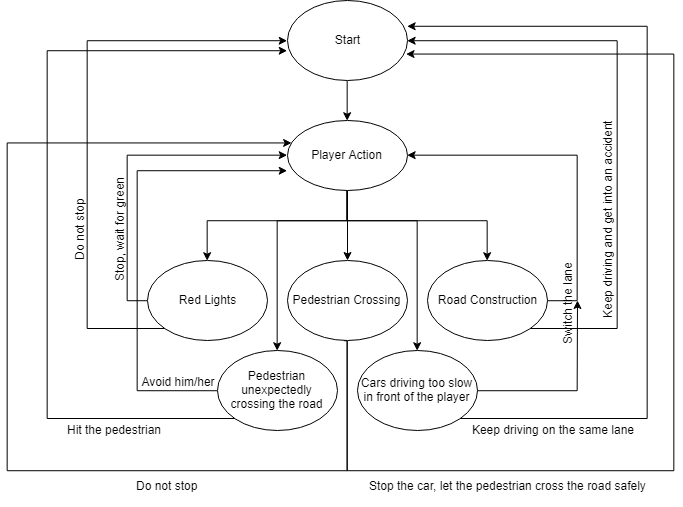 Start
Player Action
Do not stop
Stop, wait for green
Keep driving and get into an accident
Switch the lane
Red Lights
Pedestrian Crossing
Road Construction
Avoid him/her
Pedestrian
unexpectedly
crossing the road
Cars driving too slow
in front of the player
Hit the pedestrian
Keep driving on the same lane
Do not stop
Stop the car, let the pedestrian cross the road safely